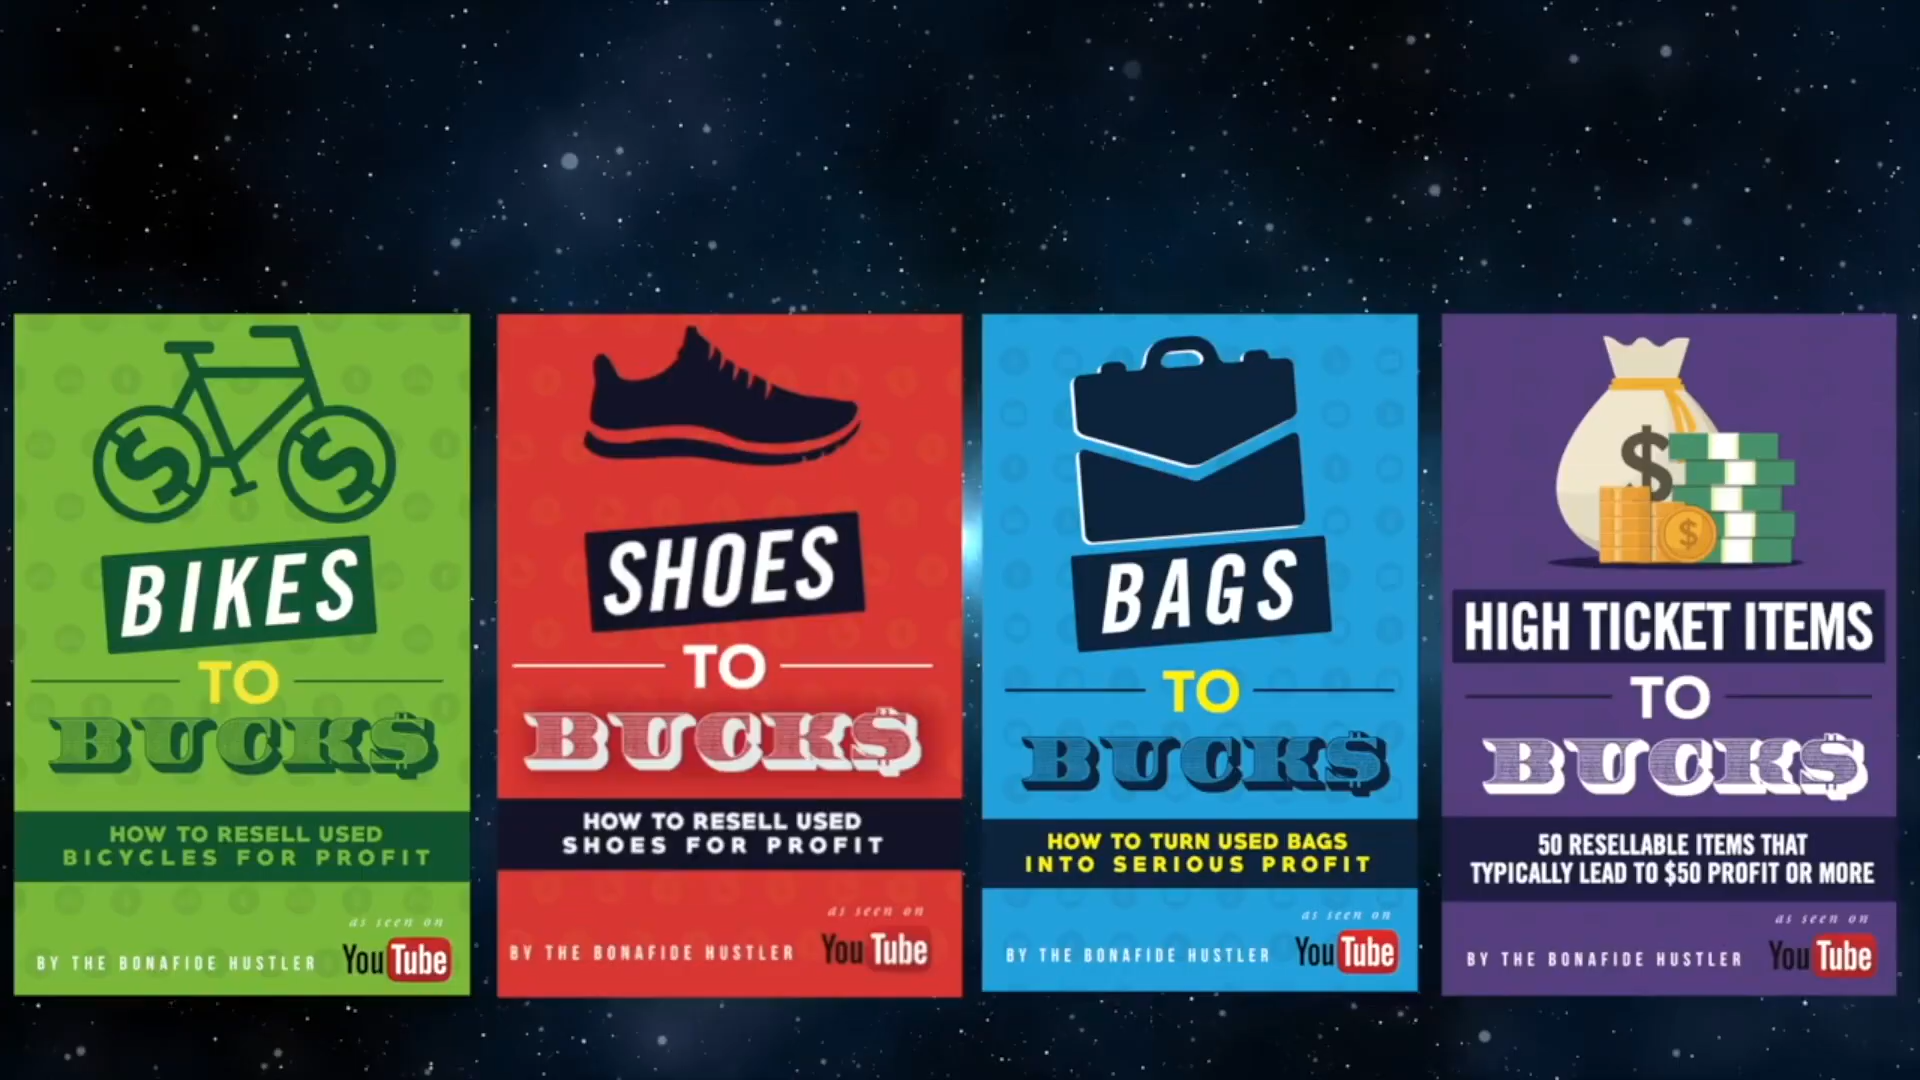 BIKES
TO
BUCK$
HOW TO RESELL USED
BICYCLES FOR PROFIT
as seen on
BY THE BONAFIDE HUSTLER
YouTube
SHOES
TO
BUCK$
HOW TO RESELL USED
SHOES FOR PROFIT
as seen on
BY THE BONAFIDE HUSTLER
YouTube
BAGS
TO
BUCK$
HOW TO TURN USED BAGS
INTO SERIOUS PROFIT
as seen on
BY THE BONAFIDE HUSTLER
YouTube
$
$
HIGH TICKET ITEMS
TO
BUCK$
50 RESELLABLE ITEMS THAT
TYPICALLY LEAD TO $50 PROFIT OR MORE
as seen on
BY THE BONAFIDE HUSTLER
YouTube